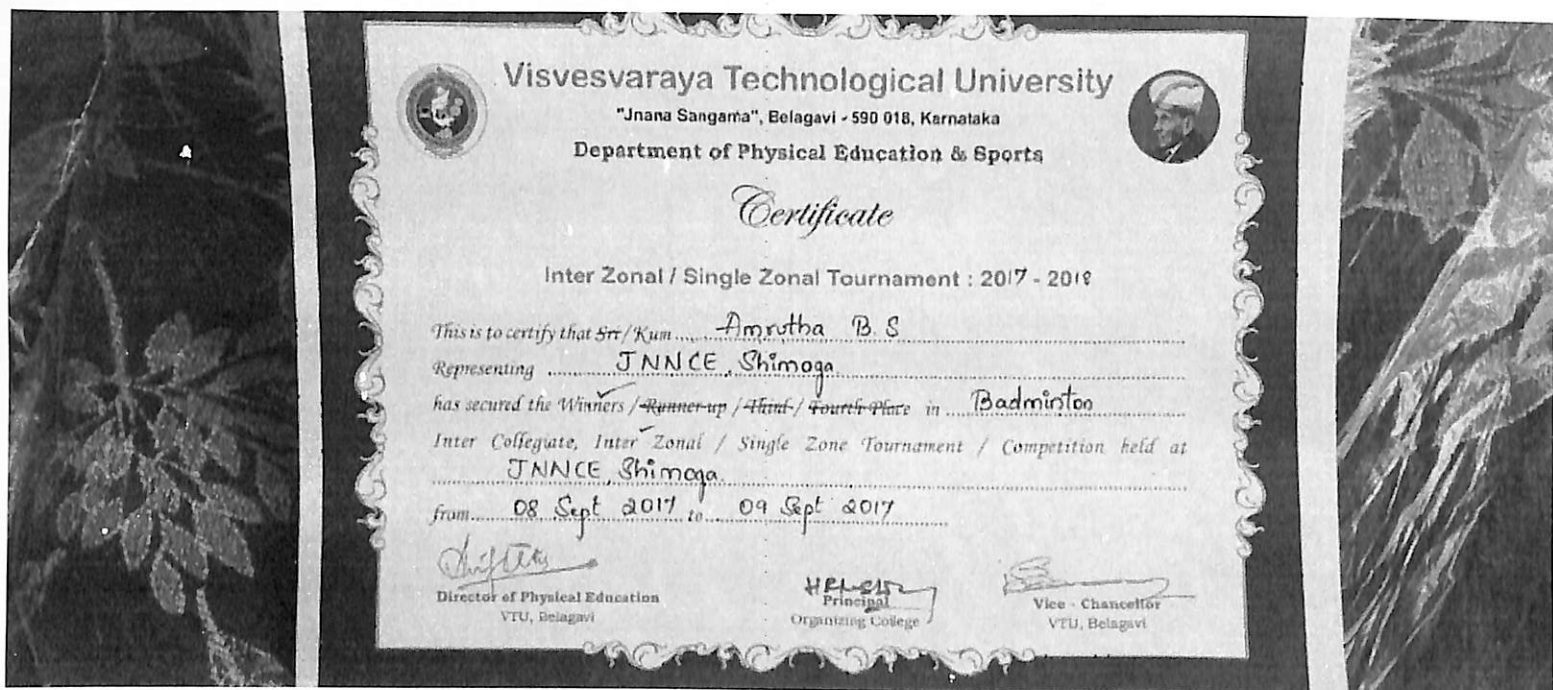 Visvesvaraya Technological University
"Jnana Sangama", Belagavi - 590 018, Karnataka
Department of Physical Education & Sports
Certificate
Inter Zonal / Single Zonal Tournament : 2017 - 2018
This is to certify that Sri/Kum Amrutha B. S
Representing JNNCE, Shimoga
has secured the Winners / Runner-up / Third / Fourth Place in Badminton
Inter Collegiate, Inter Zonal / Single Zone Tournament / Competition held at
JNNCE, Shimoga.
from 08 Sept 2017 to 09 Sept 2017
Director of Physical Education
VTU, Belagavi
Principal
Organizing College
Vice - Chancellor
VTU, Belagavi